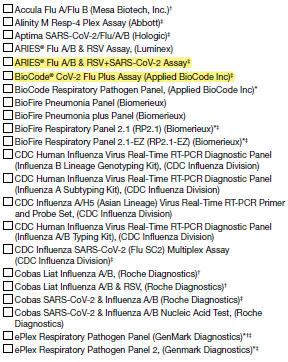 Accula Flu A/Flu B (Mesa Biotech, Inc.)†
Alinity M Resp-4 Plex Assay (Abbott)‡
Aptima SARS-CoV-2/Flu/A/B (Hologic)‡
ARIES® Flu A/B & RSV Assay, (Luminex)
ARIES® Flu A/B & RSV+SARS-CoV-2 Assay‡
BioCode® CoV-2 Flu Plus Assay (Applied BioCode Inc)‡
BioCode Respiratory Pathogen Panel, (Applied BioCode Inc)*
BioFire Pneumonia Panel (Biomerieux)
BioFire Pneumonia plus Panel (Biomerieux)
BioFire Respiratory Panel 2.1 (RP2.1) (Biomerieux)*‡
BioFire Respiratory Panel 2.1-EZ (RP2.1-EZ) (Biomerieux)*‡
CDC Human Influenza Virus Real-Time RT-PCR Diagnostic Panel
(Influenza B Lineage Genotyping Kit), (CDC Influenza Division)
CDC Human Influenza Virus Real-Time RT-PCR Diagnostic Panel
(Influenza A Subtyping Kit), (CDC Influenza Division)
CDC Influenza A/H5 (Asian Lineage) Virus Real-Time RT-PCR Primer
and Probe Set, (CDC Influenza Division)
CDC Human Influenza Virus Real-Time RT-PCR Diagnostic Panel
(Influenza A/B Typing Kit), (CDC Influenza Division)
CDC Influenza SARS-CoV-2 (Flu SC2) Multiplex Assay
(CDC Influenza Division)‡
Cobas Liat Influenza A/B, (Roche Diagnostics)†
Cobas Liat Influenza A/B & RSV, (Roche Diagnostics)†
Cobas SARS-CoV-2 & Influenza A/B (Roche Diagnostics)‡
Cobas SARS-CoV-2 & Influenza A/B Nucleic Acid Test, (Roche
Diagnostics)
ePlex Respiratory Pathogen Panel (GenMark Diagnostics)*†‡
ePlex Respiratory Pathogen Panel 2, (Genmark Diagnostics)*‡